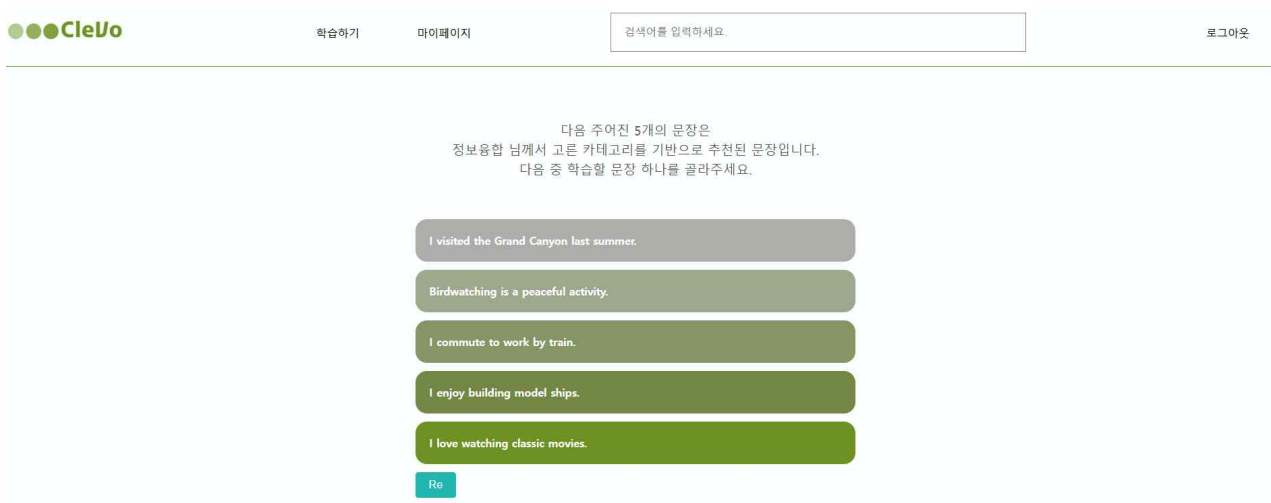 CleVo
학습하기
마이페이지
검색어를 입력하세요.
로그아웃
다음 주어진 5개의 문장은
정보융합 님께서 고른 카테고리를 기반으로 추천된 문장입니다.
다음 중 학습할 문장 하나를 골라주세요.
I visited the Grand Canyon last summer.
Birdwatching is a peaceful activity.
I commute to work by train.
I enjoy building model ships.
I love watching classic movies.
Re